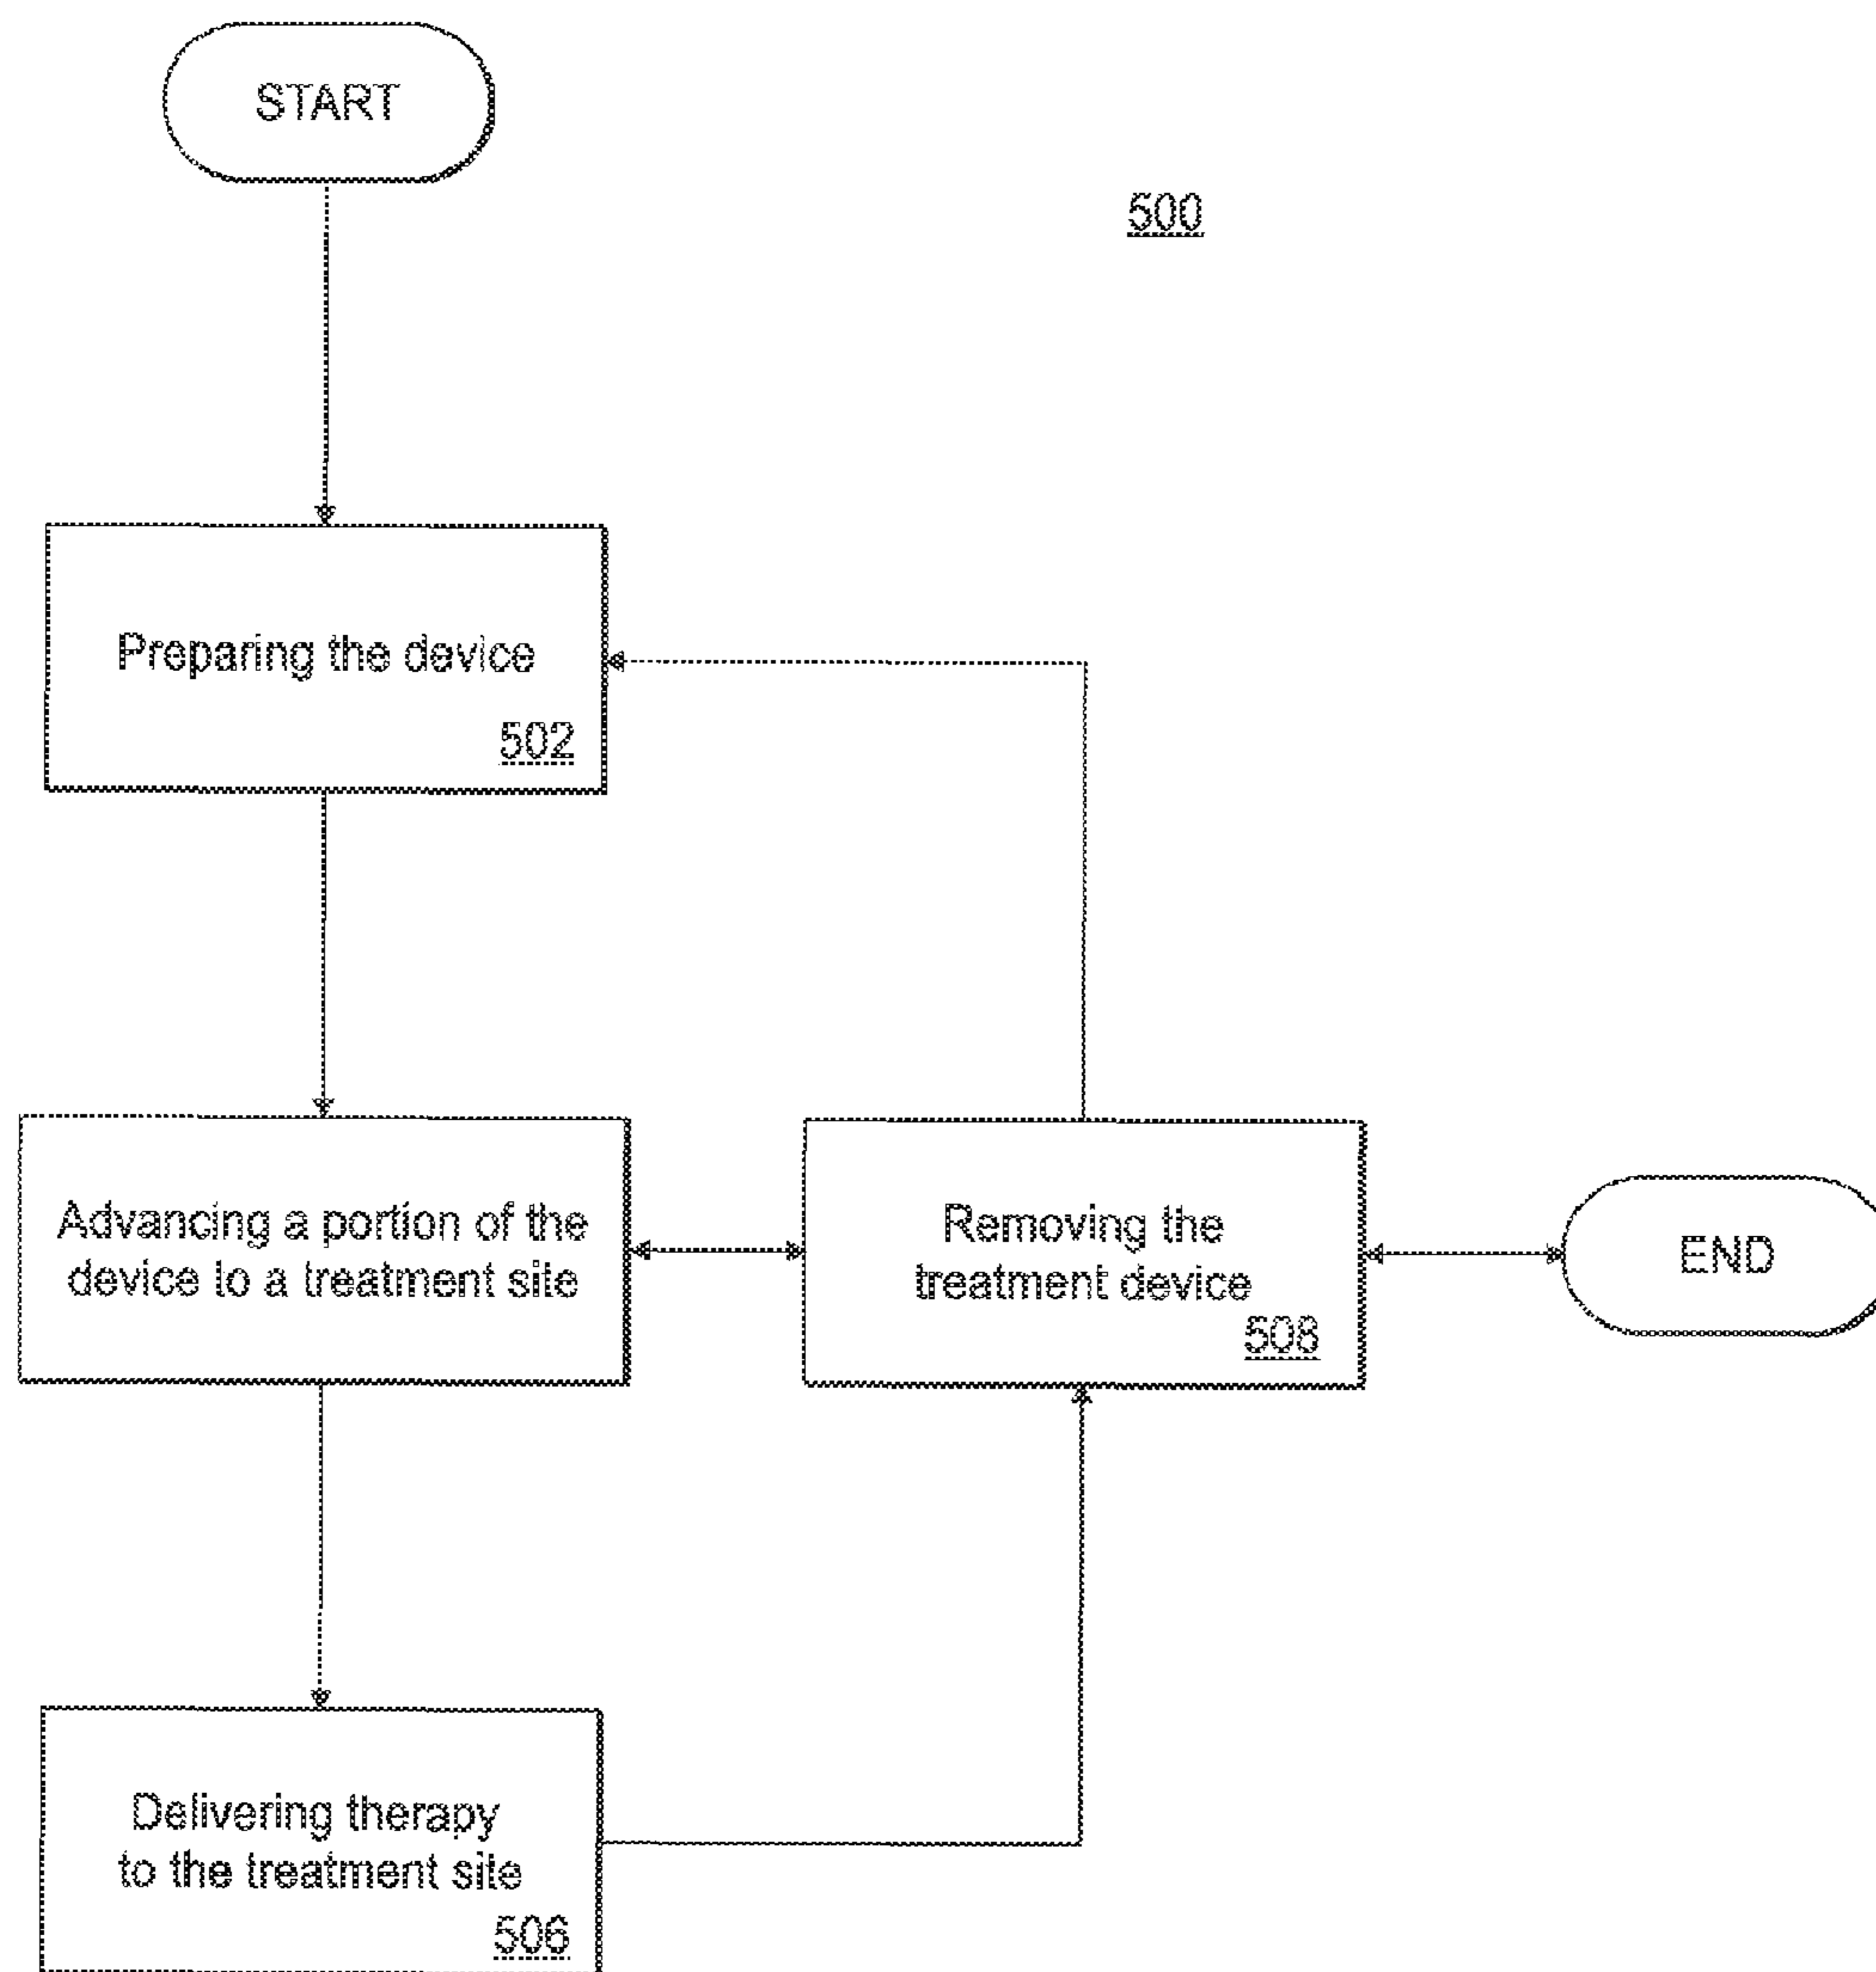 START
500
Preparing the device
502
Advancing a portion of the
device to a treatment site
Removing the
treatment device
508
END
Delivering therapy
to the treatment site
506